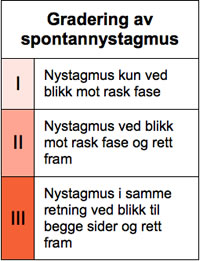 Gradering av
spontannystagmus
I
Nystagmus kun ved
blikk mot rask fase
II
Nystagmus ved blikk
mot rask fase og rett
fram
III
Nystagmus i samme
retning ved blikk til
begge sider og rett
fram